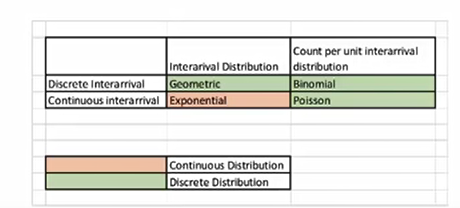 Interarival Distribution
Count per unit interarrival
distribution
Discrete Interarrival Geometric Binomial
Continuous interarrival Exponential Poisson
Continuous Distribution
Discrete Distribution